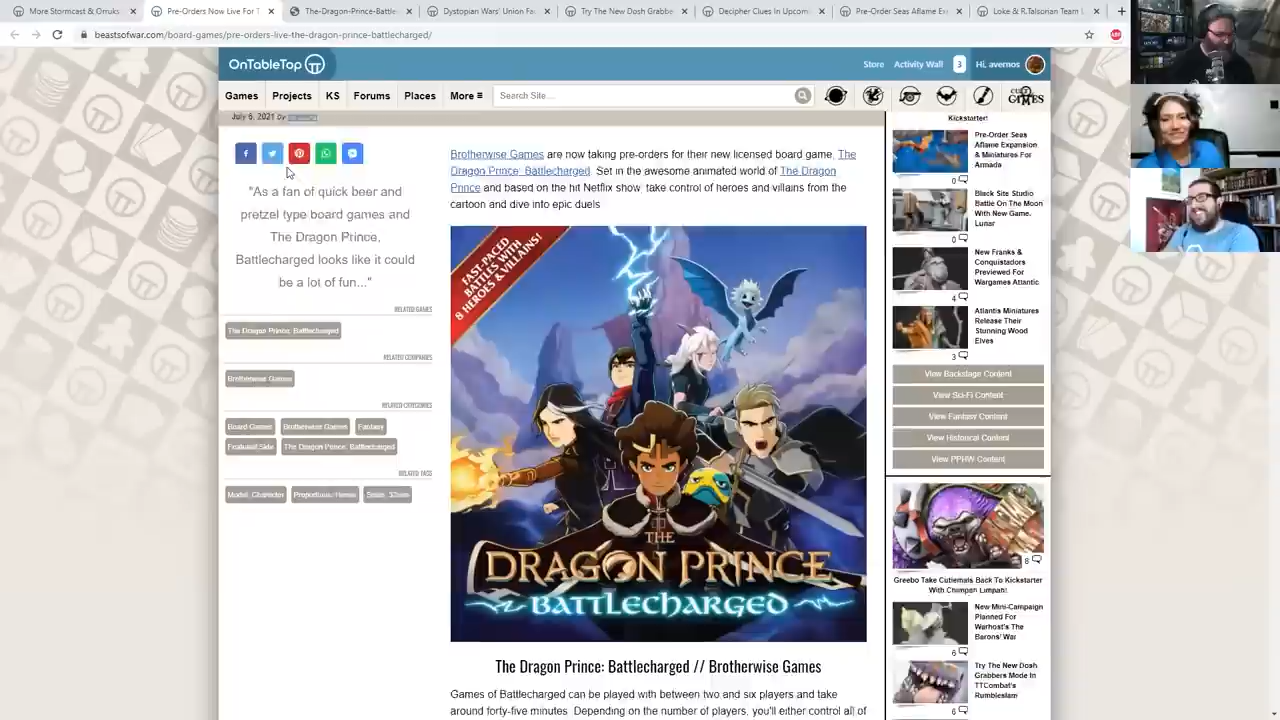 More Stormcast & Orruks
Pre-Orders Now Live For T
The-Dragon-Prince-Battle
Dystopian Wars' Union Fe
Try The New Dash Grabbe
Decipher Clues In Upcom
Pre-Order Seas Aflame Ex
Loke & R.Talsorian Team
beastsofwar.com/board-games/pre-orders-live-the-dragon-prince-battlecharged/
ABP
OnTableTop
Store Activity Wall 3 Hi, avernos
Games Projects KS Forums Places More ≡ Search Site... GAMES
July 6, 2021 by
"As a fan of quick beer and
pretzel type board games and
The Dragon Prince,
Battlecharged looks like it could
be a lot of fun..."
RELATED GAMES
The Dragon Prince: Battlecharged
RELATED COMPANIES
Brotherwise Games
RELATED CATEGORIES
Board Games Brotherwise Games Fantasy
Featured Side The Dragon Prince: Battlecharged
RELATED TAGS
Model: Character Proportions: Heroic Scale: 32mm
Brotherwise Games are now taking pre-orders for their new licensed board game, The
Dragon Prince: Battlecharged. Set in the awesome animated world of The Dragon
Prince and based on the hit Netflix show, take control of heroes and villains from the
cartoon and dive into epic duels
FAST-PACED
BATTLES WITH
8 HEROES & VILLAINS!
THE
DRAGON PRINCE
BATTLECHARGED
The Dragon Prince: Battlecharged // Brotherwise Games
Games of Battlecharged can be played with between two and six players and take
around forty-five minutes. Depending on the number of players, you'll either control all of
Kickstarter!
Pre-Order Seas
Aflame Expansion
& Miniatures For
Armada
0
Black Site Studio
Battle On The Moon
With New Game,
Lunar
0
New Franks &
Conquistadors
Previewed For
Wargames Atlantic
4
Atlantis Miniatures
Release Their
Stunning Wood
Elves
3
View Backstage Content
View Sci-Fi Content
View Fantasy Content
View Historical Content
View PPHW Content
8
Greebo Take Cutiemals Back To Kickstarter
With Chimpan Limpan!
New Mini-Campaign
Planned For
Warhost's The
Barons' War
6
Try The New Dash
Grabbers Mode In
TTCombat's
Rumbleslam
6